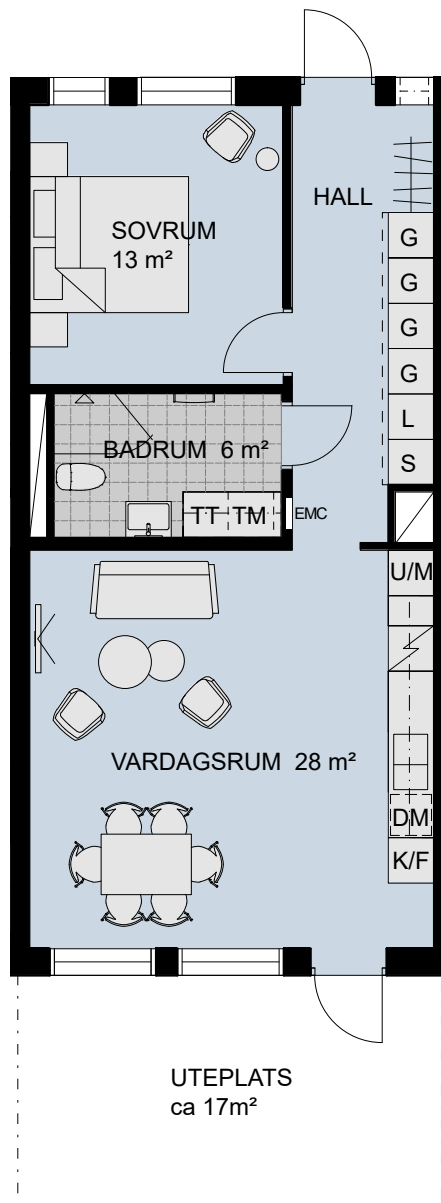 HALL
SOVRUM
13 m²
G
G
G
G
L
S
BADRUM 6 m²
TT TM
EMC
U/M
VARDAGSRUM 28 m²
DM
K/F
UTEPLATS
ca 17m²